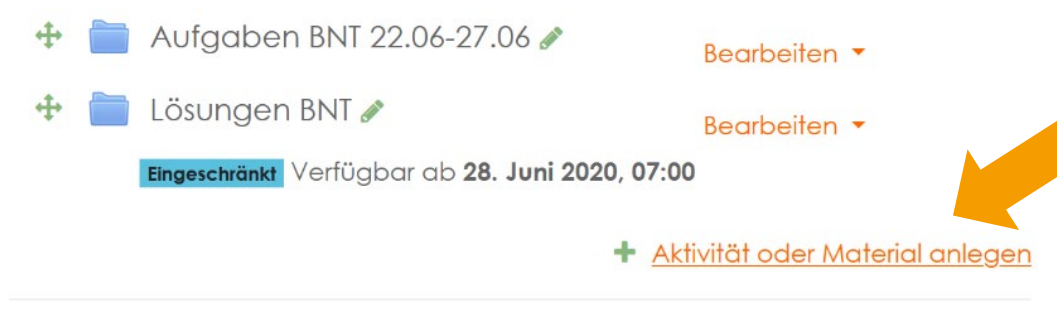 Aufgaben BNT 22.06-27.06
Bearbeiten
Lösungen BNT
Bearbeiten
Eingeschränkt Verfügbar ab 28. Juni 2020, 07:00
Aktivität oder Material anlegen